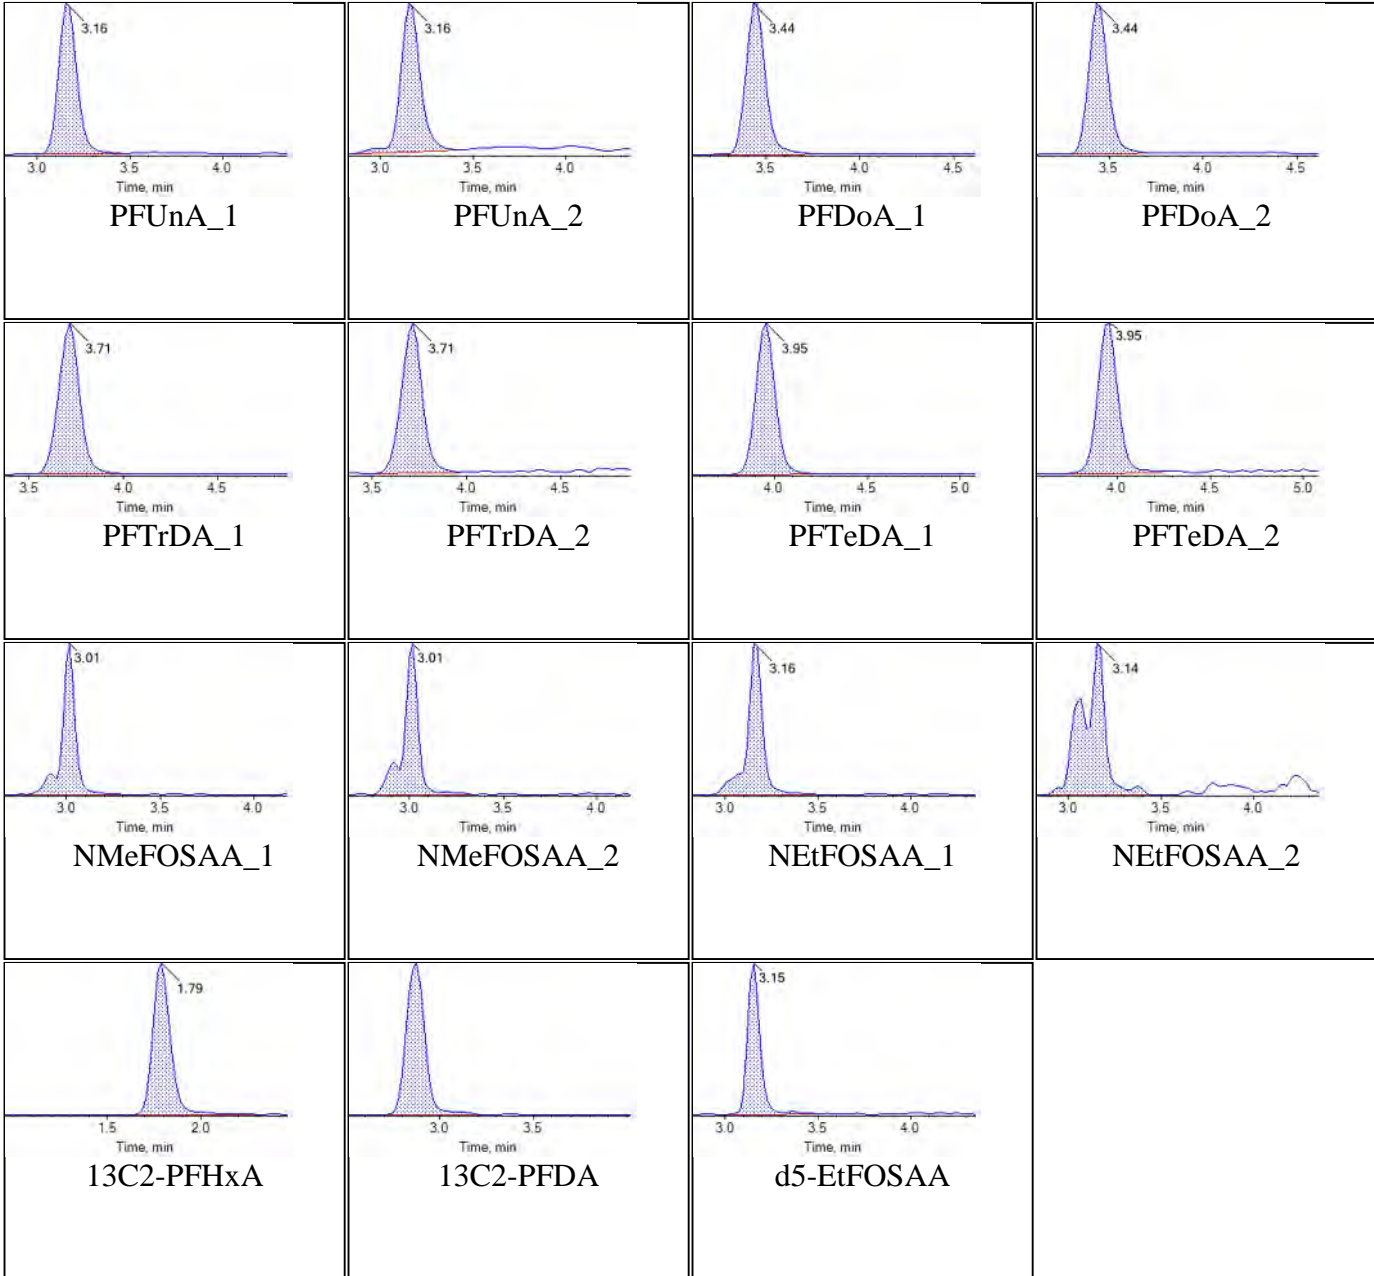 3.16
3.0 3.5 4.0
Time, min
PFUnA_1
3.16
3.0 3.5 4.0
Time, min
PFUnA_2
3.44
3.5 4.0 4.5
Time, min
PFDoA_1
3.44
3.5 4.0 4.5
Time, min
PFDoA_2
3.71
3.5 4.0 4.5
Time, min
PFTrDA_1
3.71
3.5 4.0 4.5
Time, min
PFTrDA_2
3.95
4.0 4.5 5.0
Time, min
PFTeDA_1
3.95
4.0 4.5 5.0
Time, min
PFTeDA_2
3.01
3.0 3.5 4.0
Time, min
NMeFOSAA_1
3.01
3.0 3.5 4.0
Time, min
NMeFOSAA_2
3.16
3.0 3.5 4.0
Time, min
NEtFOSAA_1
3.14
3.0 3.5 4.0
Time, min
NEtFOSAA_2
1.79
1.5 2.0
Time, min
13C2-PFHxA
3.0 3.5
Time, min
13C2-PFDA
3.15
3.0 3.5 4.0
Time, min
d5-EtFOSAA